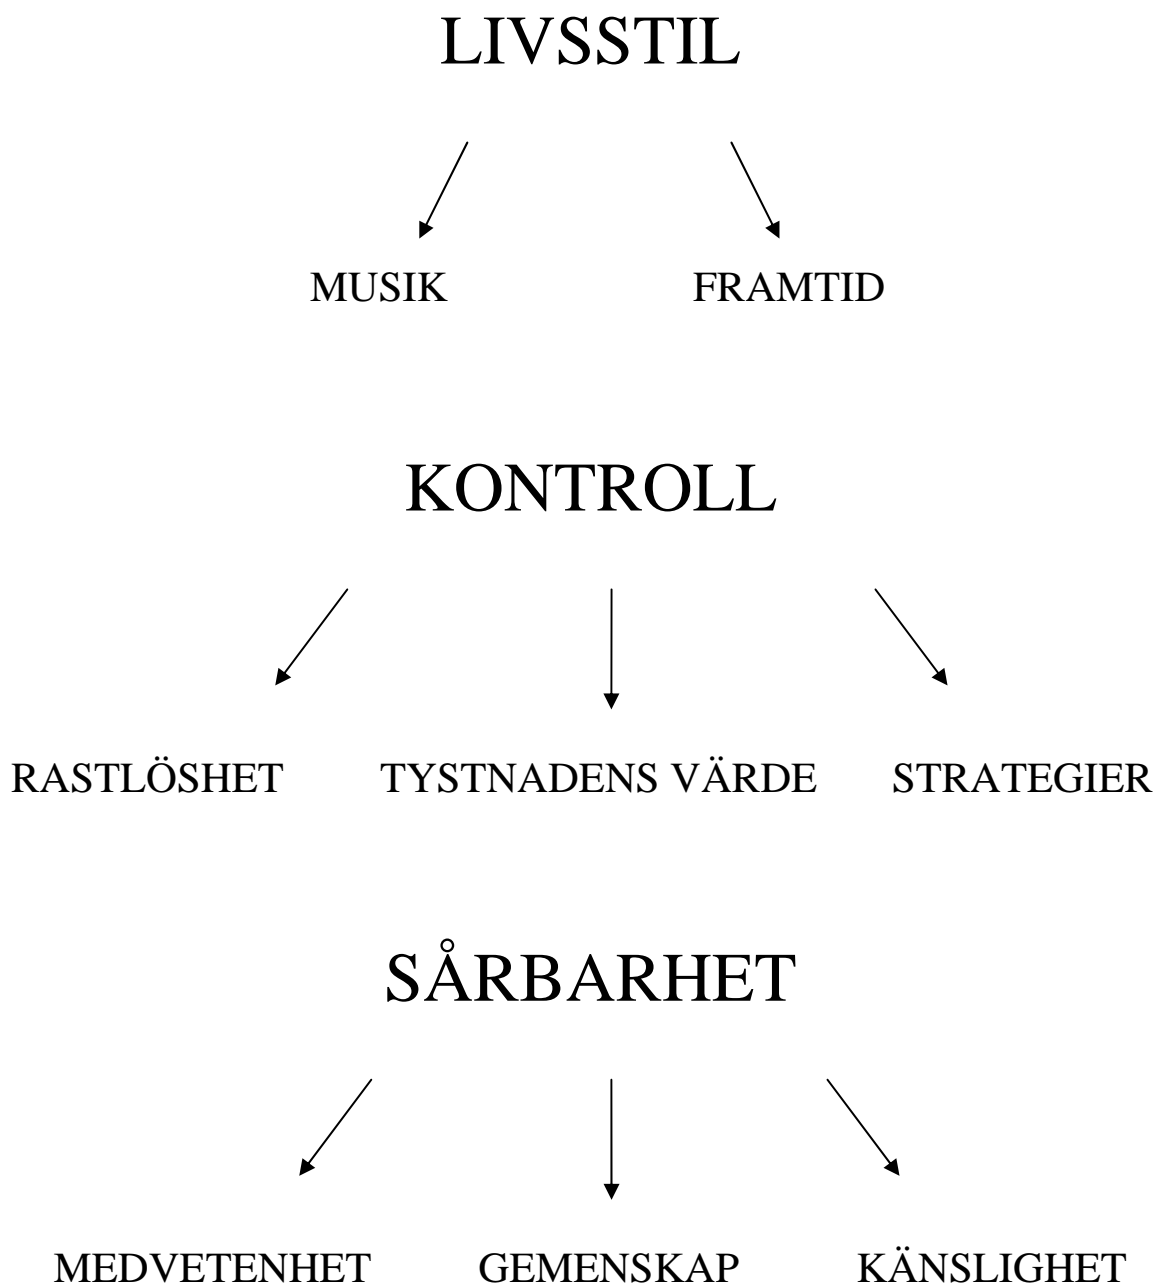 LIVSSTIL
MUSIK FRAMTID
KONTROLL
RASTLÖSHET TYSTNADENS VÄRDE STRATEGIER
SÅRBARHET
MEDVETENHET GEMENSKAP KÄNSLIGHET